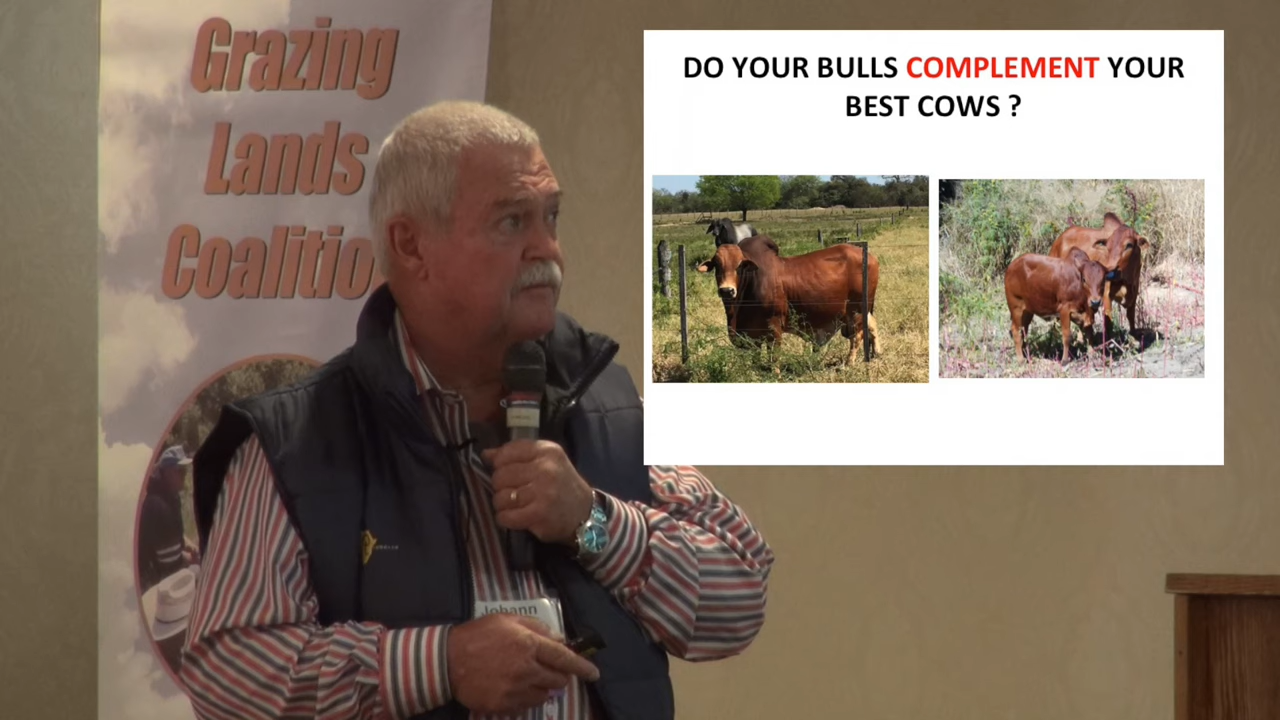 Grazing
Lands
Coalitio
DO YOUR BULLS COMPLEMENT YOUR
BEST COWS ?
Johann